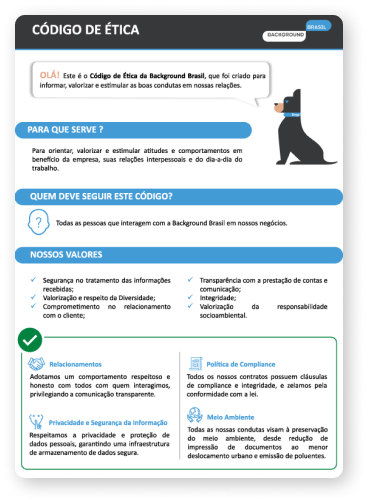 CÓDIGO DE ÉTICA
BACKGROUND
BRASIL
OLÁ! Este é o Código de Ética da Background Brasil, que foi criado para
informar, valorizar e estimular as boas condutas em nossas relações.
PARA QUE SERVE ?
Para orientar, valorizar e estimular atitudes e comportamentos em
benefício da empresa, suas relações interpessoais e do dia-a-dia do
trabalho.
QUEM DEVE SEGUIR ESTE CÓDIGO?
Todas as pessoas que interagem com a Background Brasil em nossos negócios.
NOSSOS VALORES
Segurança no tratamento das informações
recebidas;
Valorização e respeito da Diversidade;
Comprometimento no relacionamento
com o cliente;
Transparência com a prestação de contas e
comunicação;
Integridade;
Valorização da responsabilidade
socioambiental.
Relacionamentos
Adotamos um comportamento respeitoso e
honesto com todos com quem interagimos,
privilegiando a comunicação transparente.
Política de Compliance
Todos os nossos contratos possuem cláusulas
de compliance e integridade, e zelamos pela
conformidade com a lei.
Privacidade e Segurança da Informação
Respeitamos a privacidade e proteção de
dados pessoais, garantindo uma infraestrutura
de armazenamento de dados segura.
Meio Ambiente
Todas as nossas condutas visam à preservação
do meio ambiente, desde redução de
impressão de documentos ao menor
deslocamento urbano e emissão de poluentes.